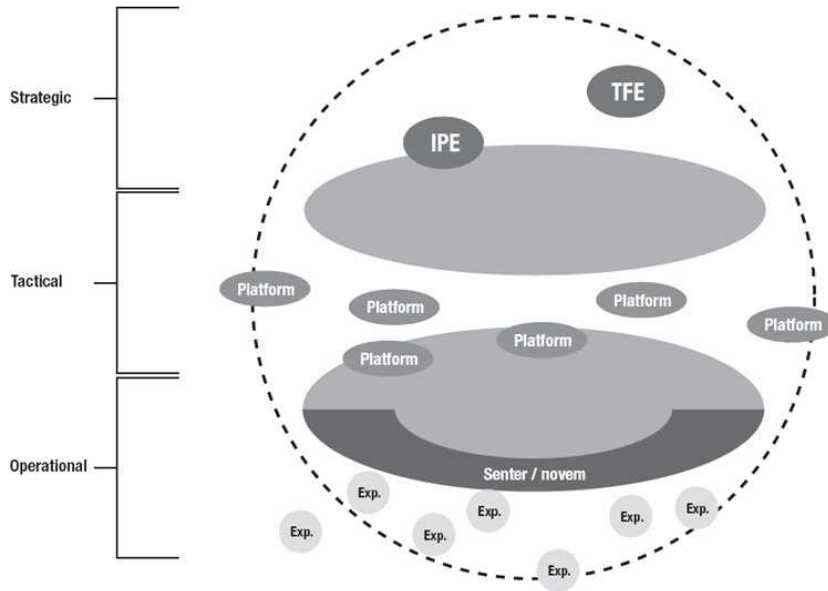 Strategic
TFE
IPE
Tactical
Platform
Platform
Platform
Platform
Platform
Platform
Operational
Senter / novem
Exp.
Exp.
Exp.
Exp.
Exp.
Exp.
Exp.